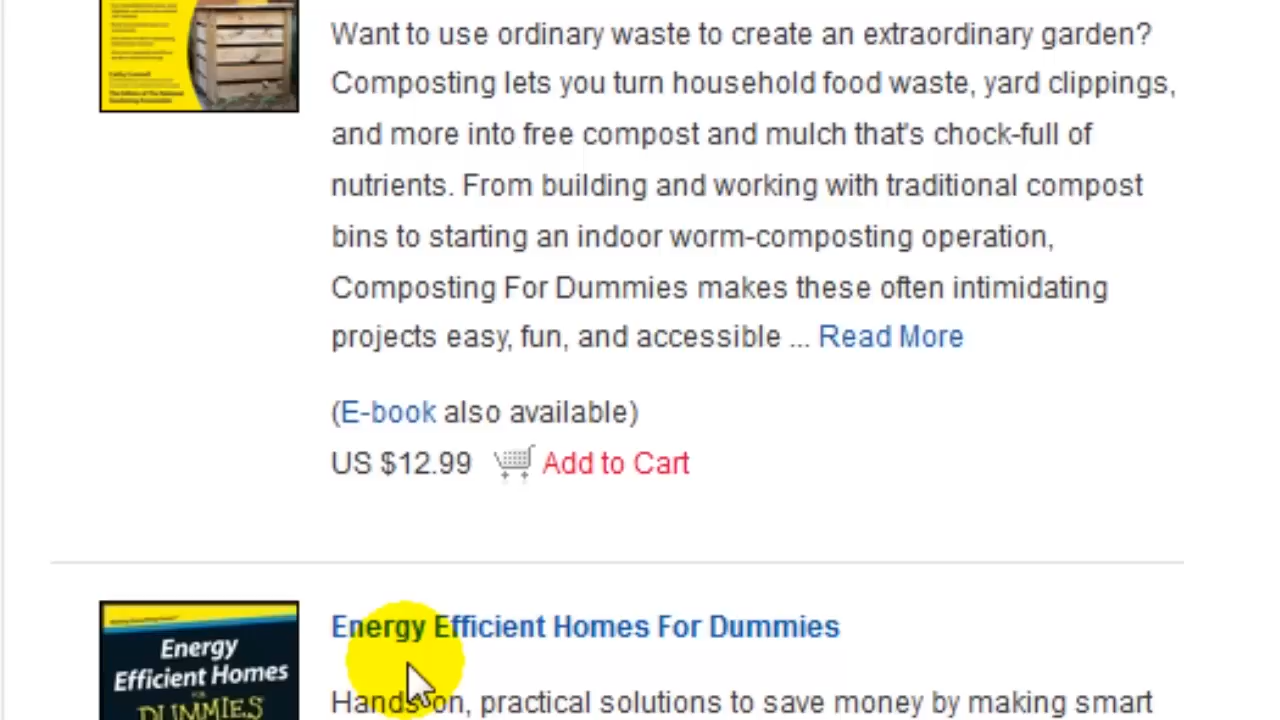 Want to use ordinary waste to create an extraordinary garden?
Composting lets you turn household food waste, yard clippings,
and more into free compost and mulch that's chock-full of
nutrients. From building and working with traditional compost
bins to starting an indoor worm-composting operation,
Composting For Dummies makes these often intimidating
projects easy, fun, and accessible ... Read More
(E-book also available)
US $12.99 Add to Cart
Energy
Efficient Homes
FOR
DUMMIES
Energy Efficient Homes For Dummies
Hands-on, practical solutions to save money by making smart